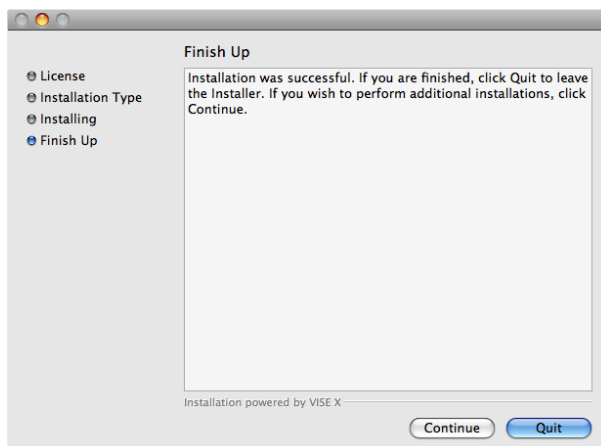 Finish Up
License
Installation Type
Installing
Finish Up
Installation was successful. If you are finished, click Quit to leave
the Installer. If you wish to perform additional installations, click
Continue.
Installation powered by VISE X
Continue
Quit